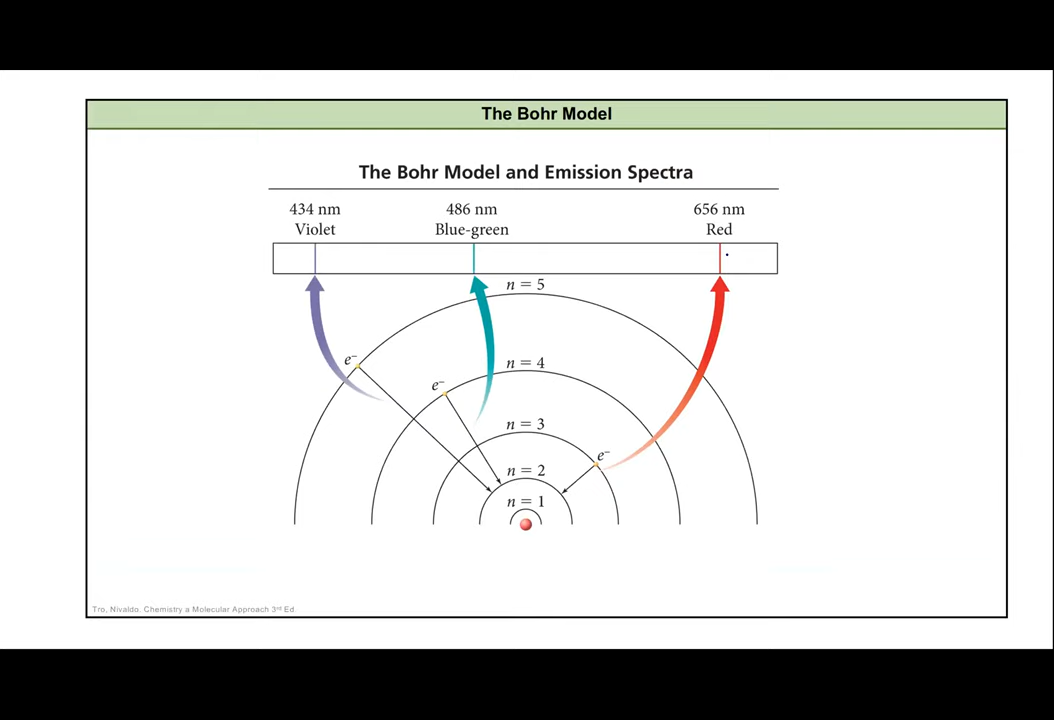 The Bohr Model
The Bohr Model and Emission Spectra
434 nm
Violet
486 nm
Blue-green
656 nm
Red
n = 5
e⁻
n = 4
e⁻
n = 3
e⁻
n = 2
n = 1
Tro, Nivaldo. Chemistry a Molecular Approach 3rd Ed.